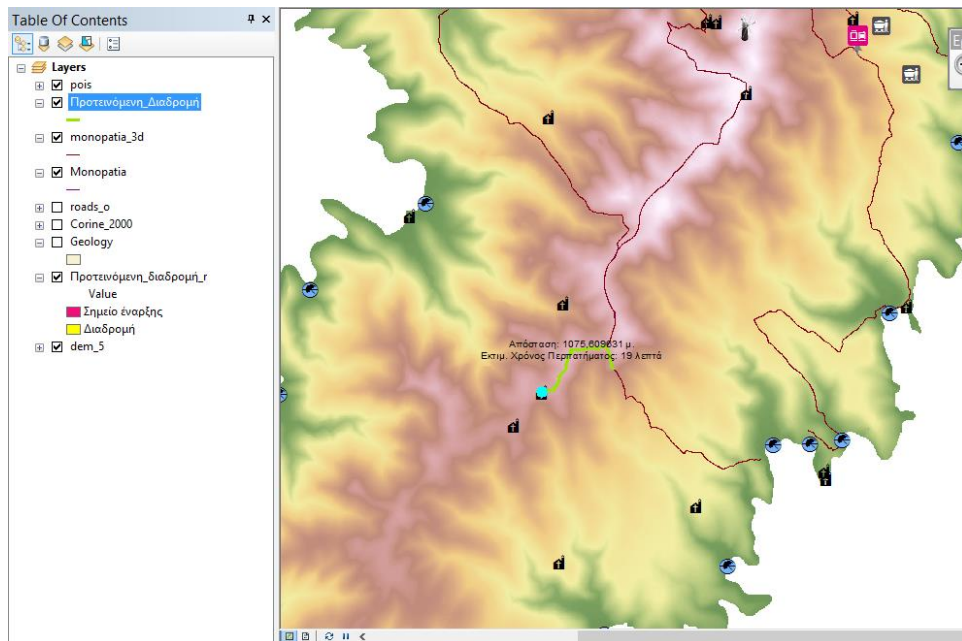 Table Of Contents
Layers
pois
Προτεινόμενη_Διαδρομή
monopatia_3d
Monopatia
roads_o
Corine_2000
Geology
Προτεινόμενη_διαδρομή_r
Value
Σημείο έναρξης
Διαδρομή
dem_5
Απόσταση: 1075,609631 μ.
Εκτιμ. Χρόνος Περπατήματος: 19 λεπτά